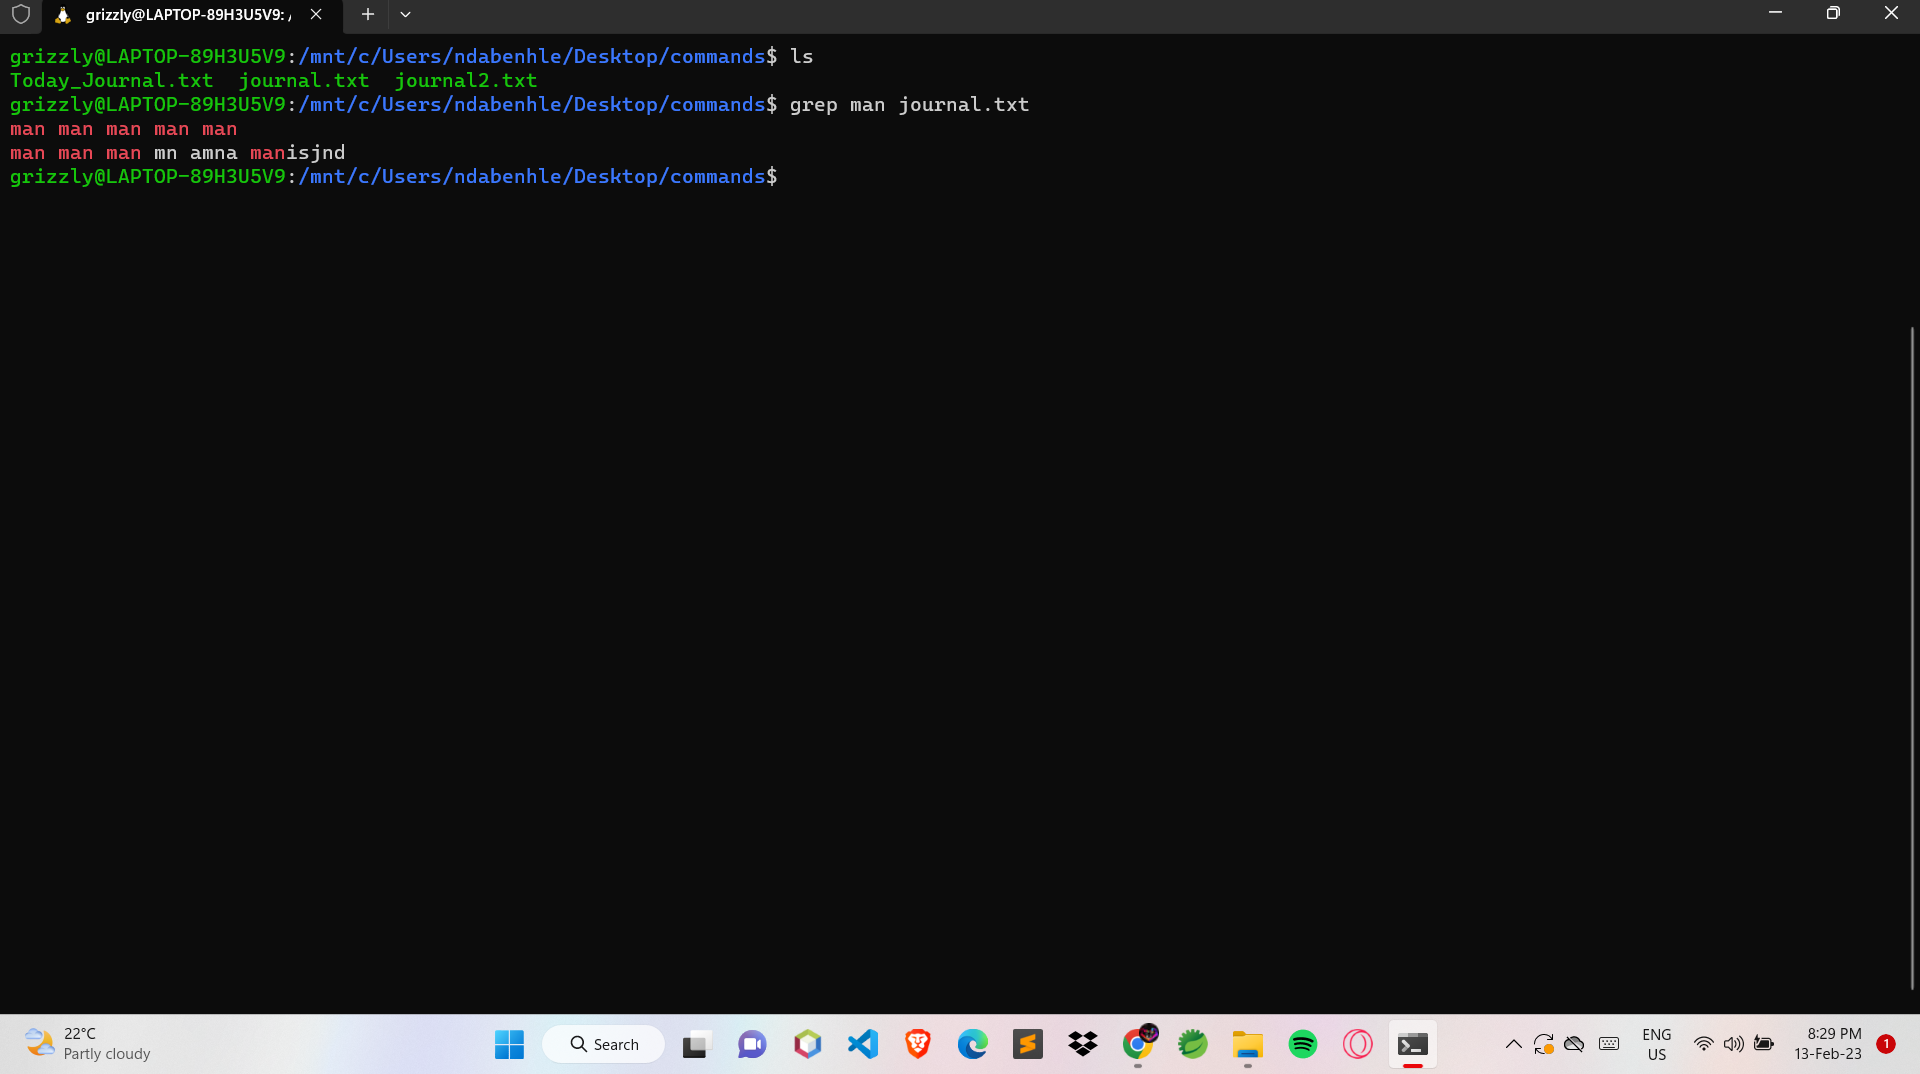 grizzly@LAPTOP-89H3U5V9: /
grizzly@LAPTOP-89H3U5V9:/mnt/c/Users/ndabenhle/Desktop/commands$ ls
Today_Journal.txt  journal.txt  journal2.txt
grizzly@LAPTOP-89H3U5V9:/mnt/c/Users/ndabenhle/Desktop/commands$ grep man journal.txt
man man man man man
man man man mn amna manisjnd
grizzly@LAPTOP-89H3U5V9:/mnt/c/Users/ndabenhle/Desktop/commands$
22°C
Partly cloudy
Search
ENG
US
8:29 PM
13-Feb-23
1